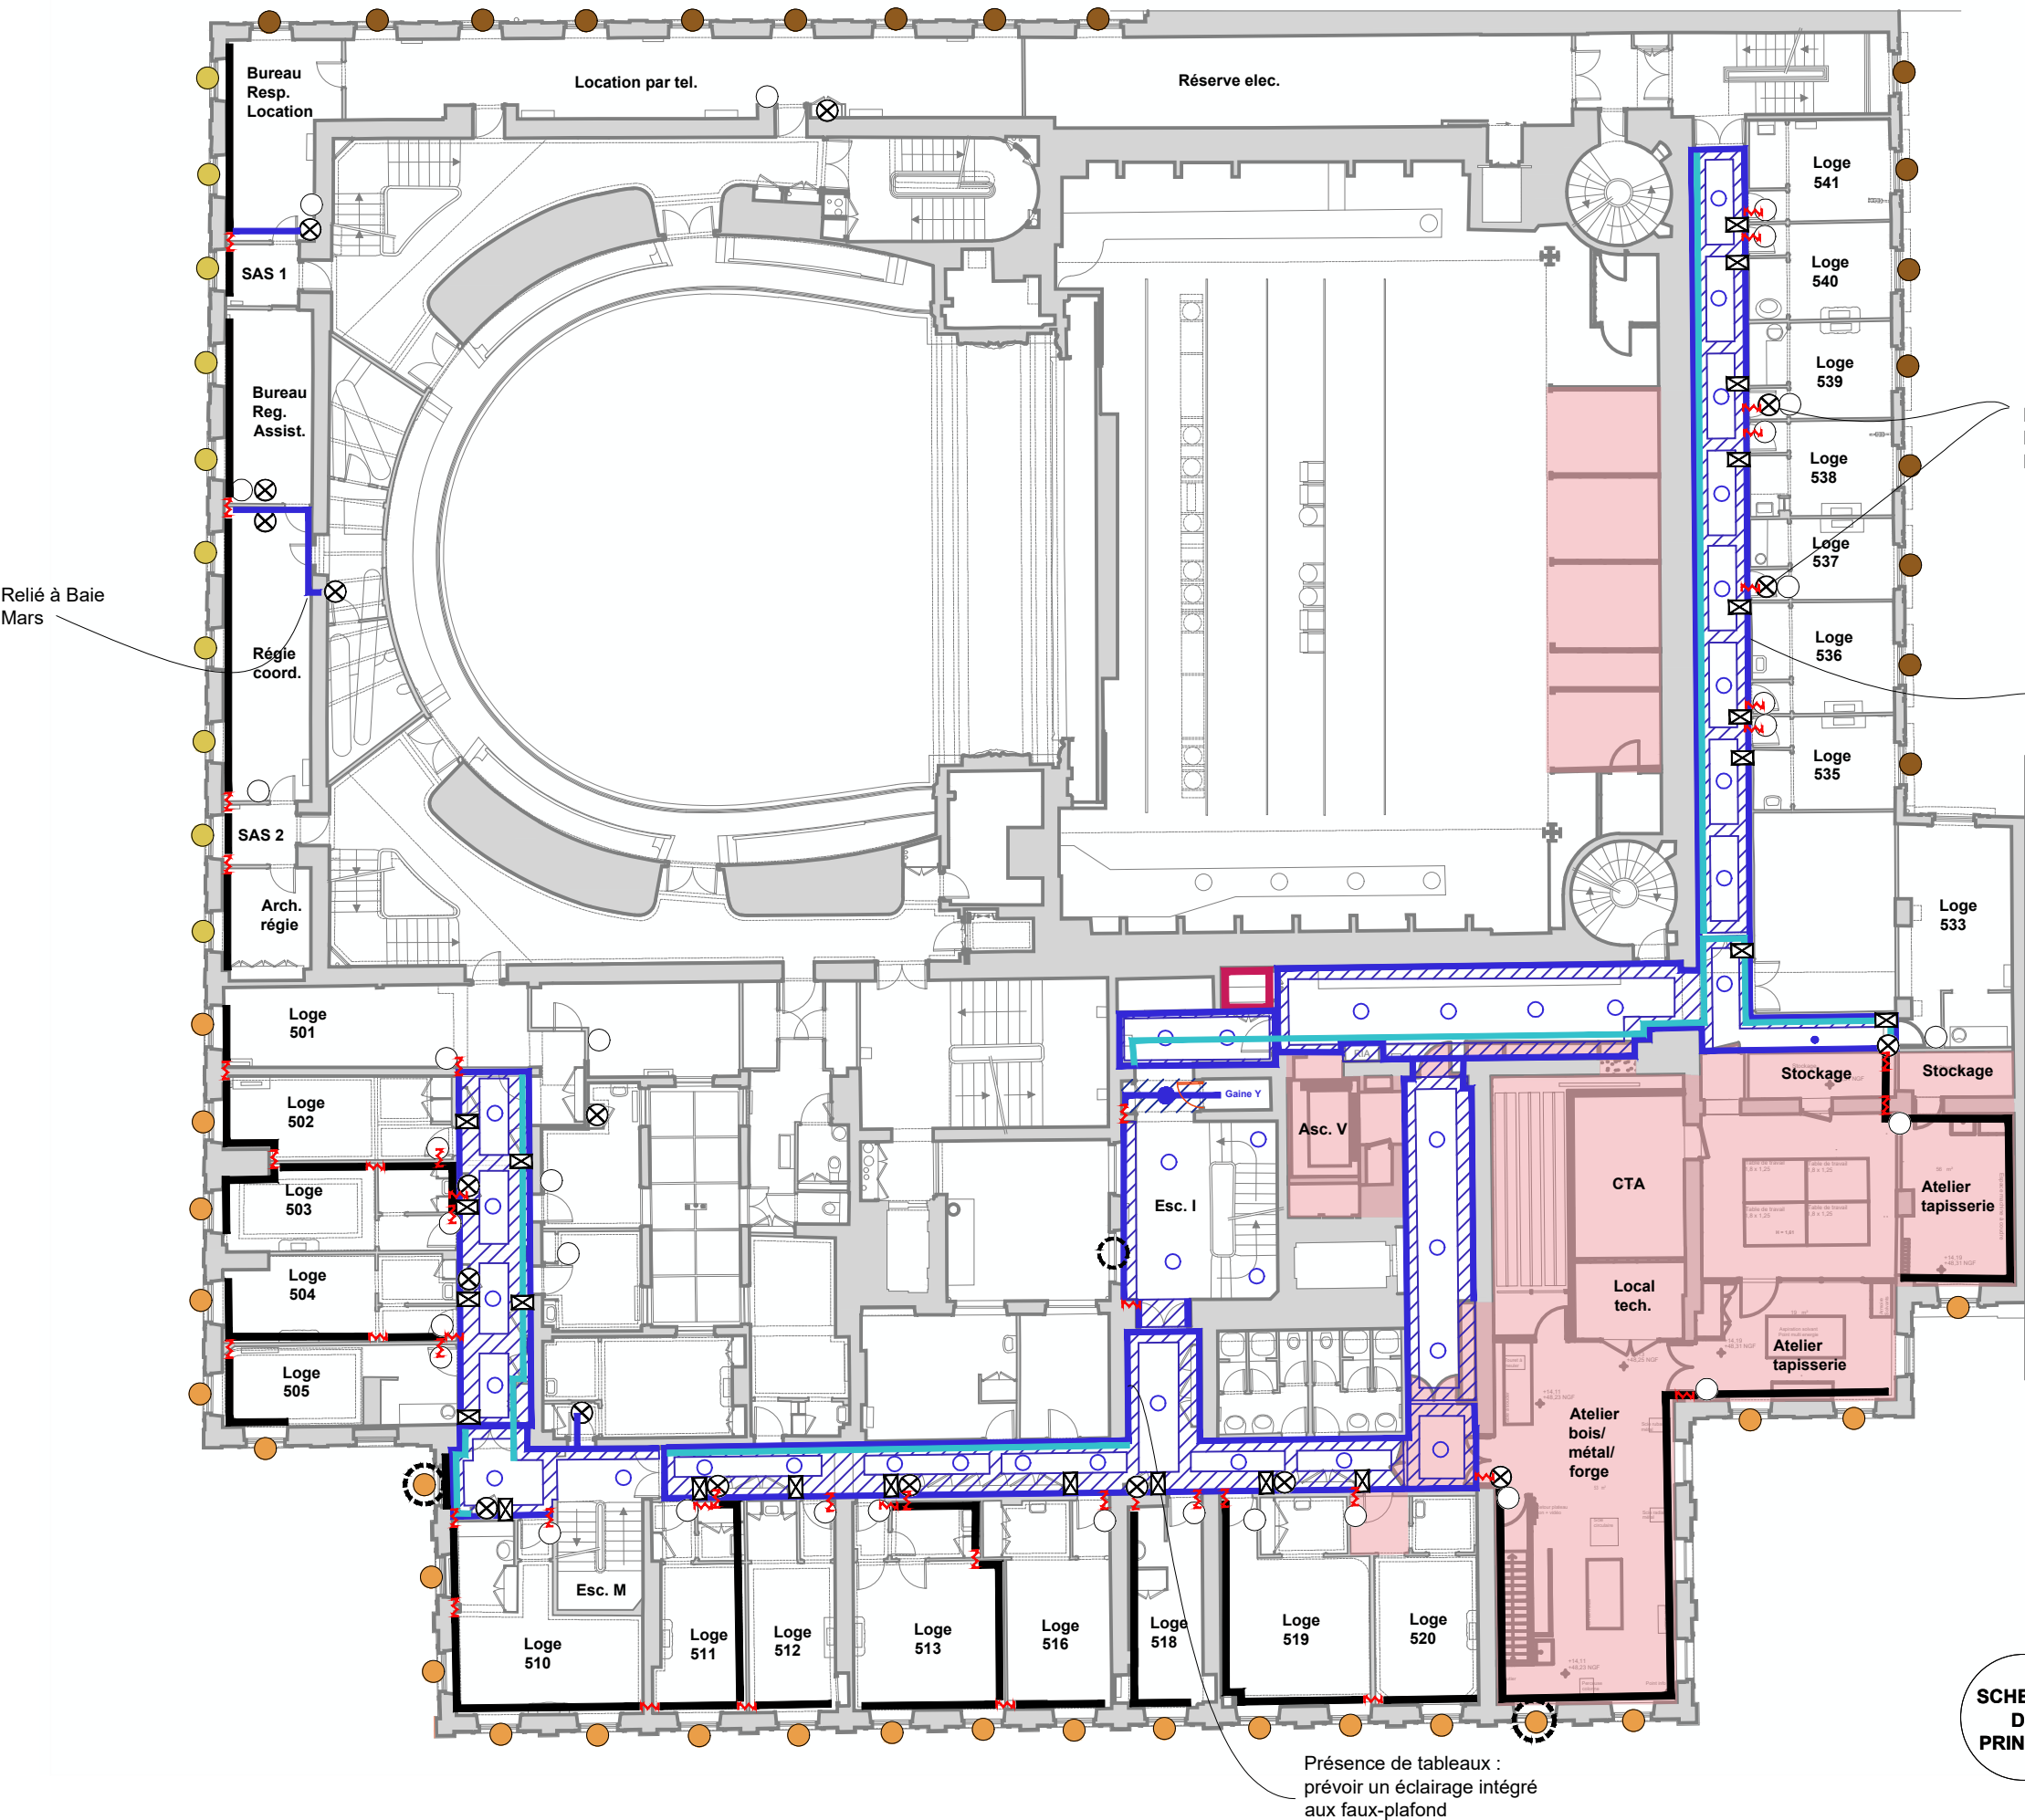 Bureau
Resp.
Location
Location par tel.
Réserve elec.
Loge
541
SAS 1
Loge
540
Loge
539
Bureau
Reg.
Assist.
Loge
538
Loge
537
Relié à Baie
Mars
Régie
coord.
Loge
536
Loge
535
SAS 2
Arch.
régie
Loge
533
Loge
501
RIA
Stockage
Stockage
Loge
502
Gaine Y
Asc. V
CTA
Loge
503
Esc. I
Atelier
tapisserie
Loge
504
Local
tech.
Loge
505
Atelier
tapisserie
Atelier
bois/
métal/
forge
Esc. M
Loge
510
Loge
511
Loge
512
Loge
513
Loge
516
Loge
518
Loge
519
Loge
520
Présence de tableaux :
prévoir un éclairage intégré
aux faux-plafond
SCHE
D
PRIN